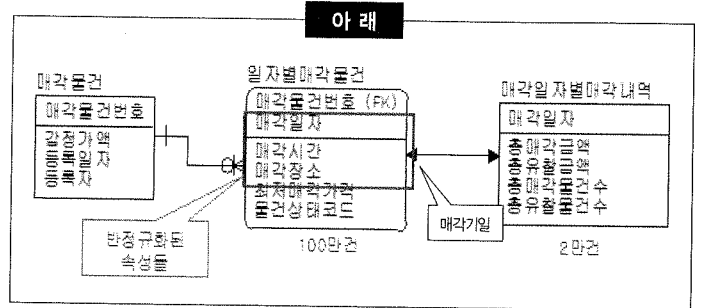 아 래
매각물건
매각물건번호
감정가액
등록일자
등록자
일자별매각물건
매각물건번호 (FK)
매각일자
매각시간
매각장소
최저매각가격
물건상태코드
100만건
매각일자별매각내역
매각일자
총매각금액
총유찰금액
총매각물건수
총유찰물건수
2만건
반정규화된
속성들
매각기일